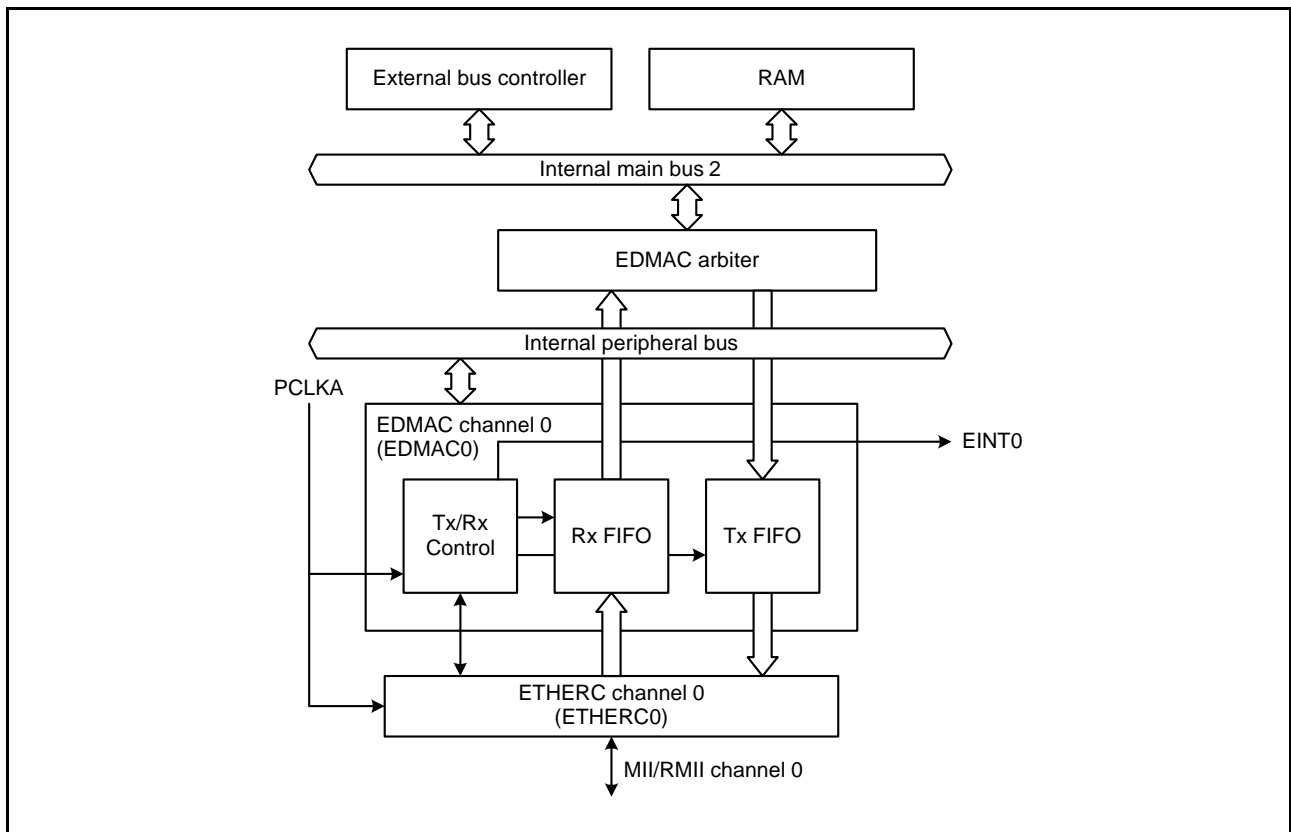 External bus controller
RAM
Internal main bus 2
EDMAC arbiter
Internal peripheral bus
PCLKA
EDMAC channel 0
(EDMAC0)
EINT0
Tx/Rx
Control
Rx FIFO
Tx FIFO
ETHERC channel 0
(ETHERC0)
MII/RMII channel 0